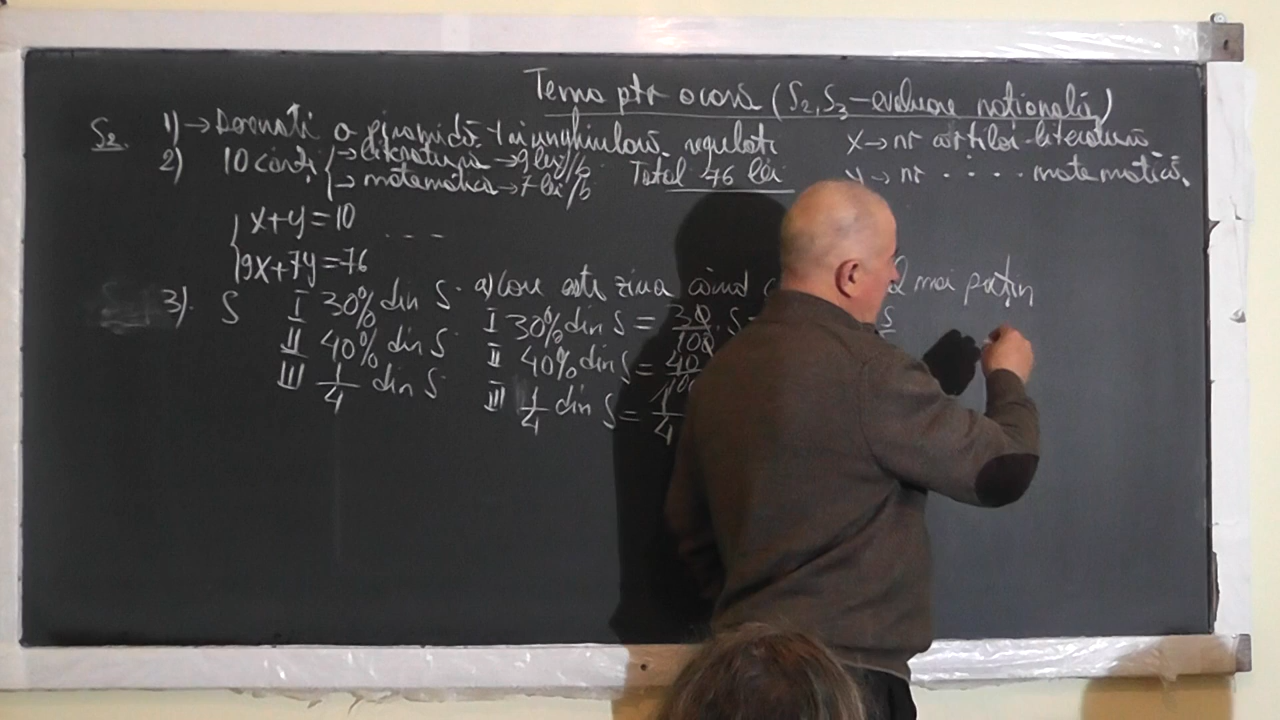 Tema ptr acasă (S2, S3 – evaluare națională)
S2. 1) → Desenați o piramidă triunghiulară regulată
x → nr cărților literatură
2) 10 cărți { → literatură → 9 lei/b Total 76 lei
→ matematică → 7 lei/b
y → nr . . . . . matematică.
{ x+y=10 - - -
9x+7y=76
3). S I 30% din S. a) Care este ziua când 2 mai puțin
II 40% din S.
III 1/4 din S.
I 30% din S = 30/100 . S
II 40% din S = 40/100
III 1/4 din S = 1/4